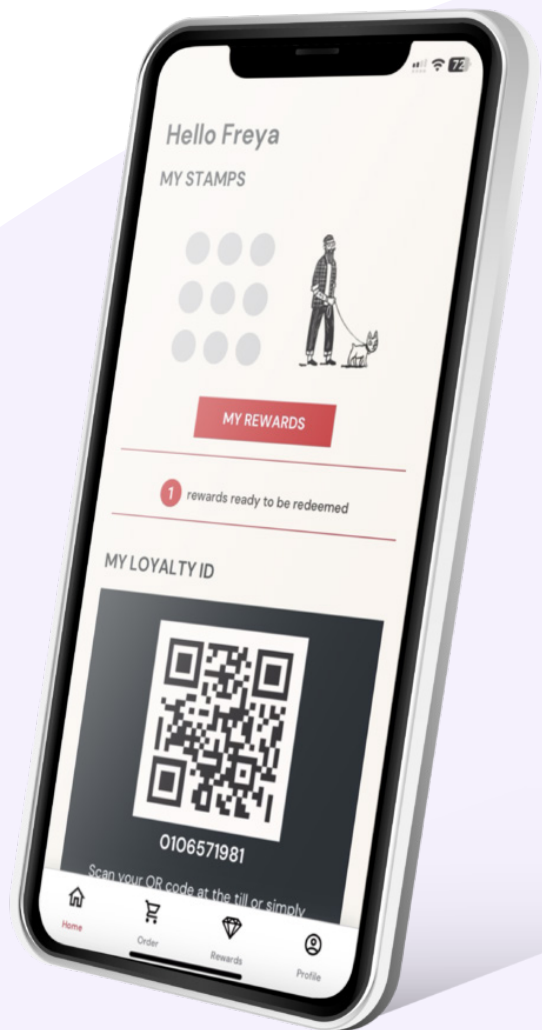 72
Hello Freya
MY STAMPS
MY REWARDS
1 rewards ready to be redeemed
MY LOYALTY ID
0106571981
Scan your QR code at the till or simply
Home
Order
Rewards
Profile